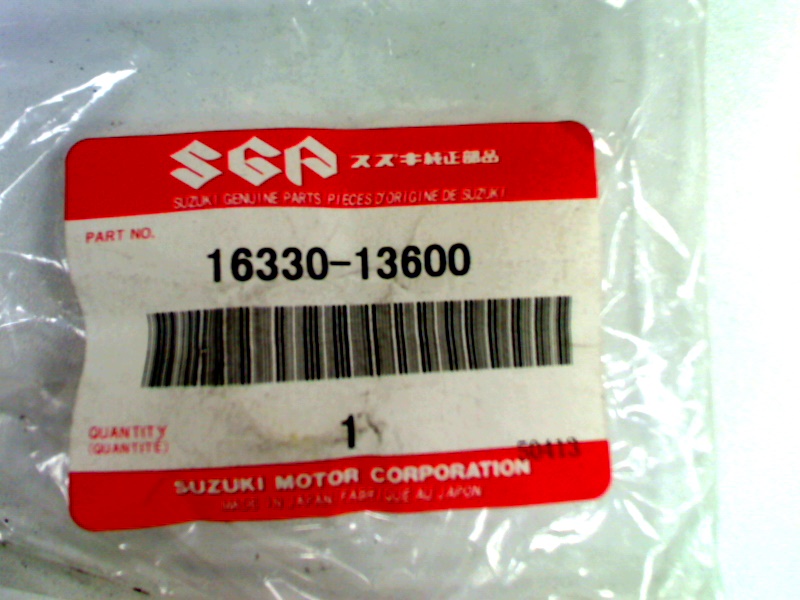 SGP スズキ純正部品
SUZUKI GENUINE PARTS PIECES D'ORIGINE DE SUZUKI
PART NO.
16330-13600
QUANTITY
(QUANTITÉ)
1
50413
SUZUKI MOTOR CORPORATION
MADE IN JAPAN, FABRIQUÉ AU JAPON